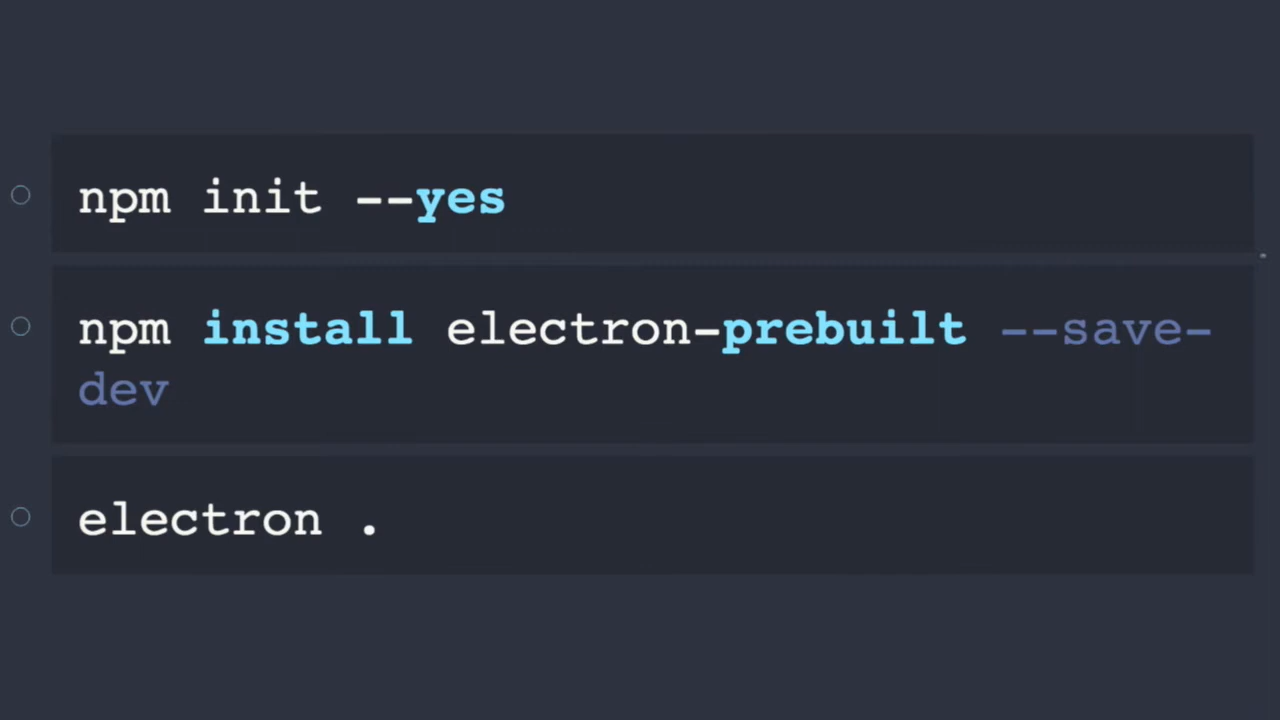 npm init --yes
npm install electron-prebuilt --save-
dev
electron .